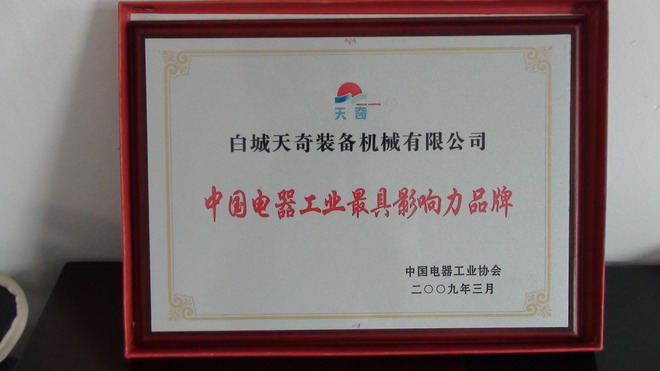 天奇
白城天奇装备机械有限公司
中国电器工业最具影响力品牌
中国电器工业协会
二〇〇九年三月